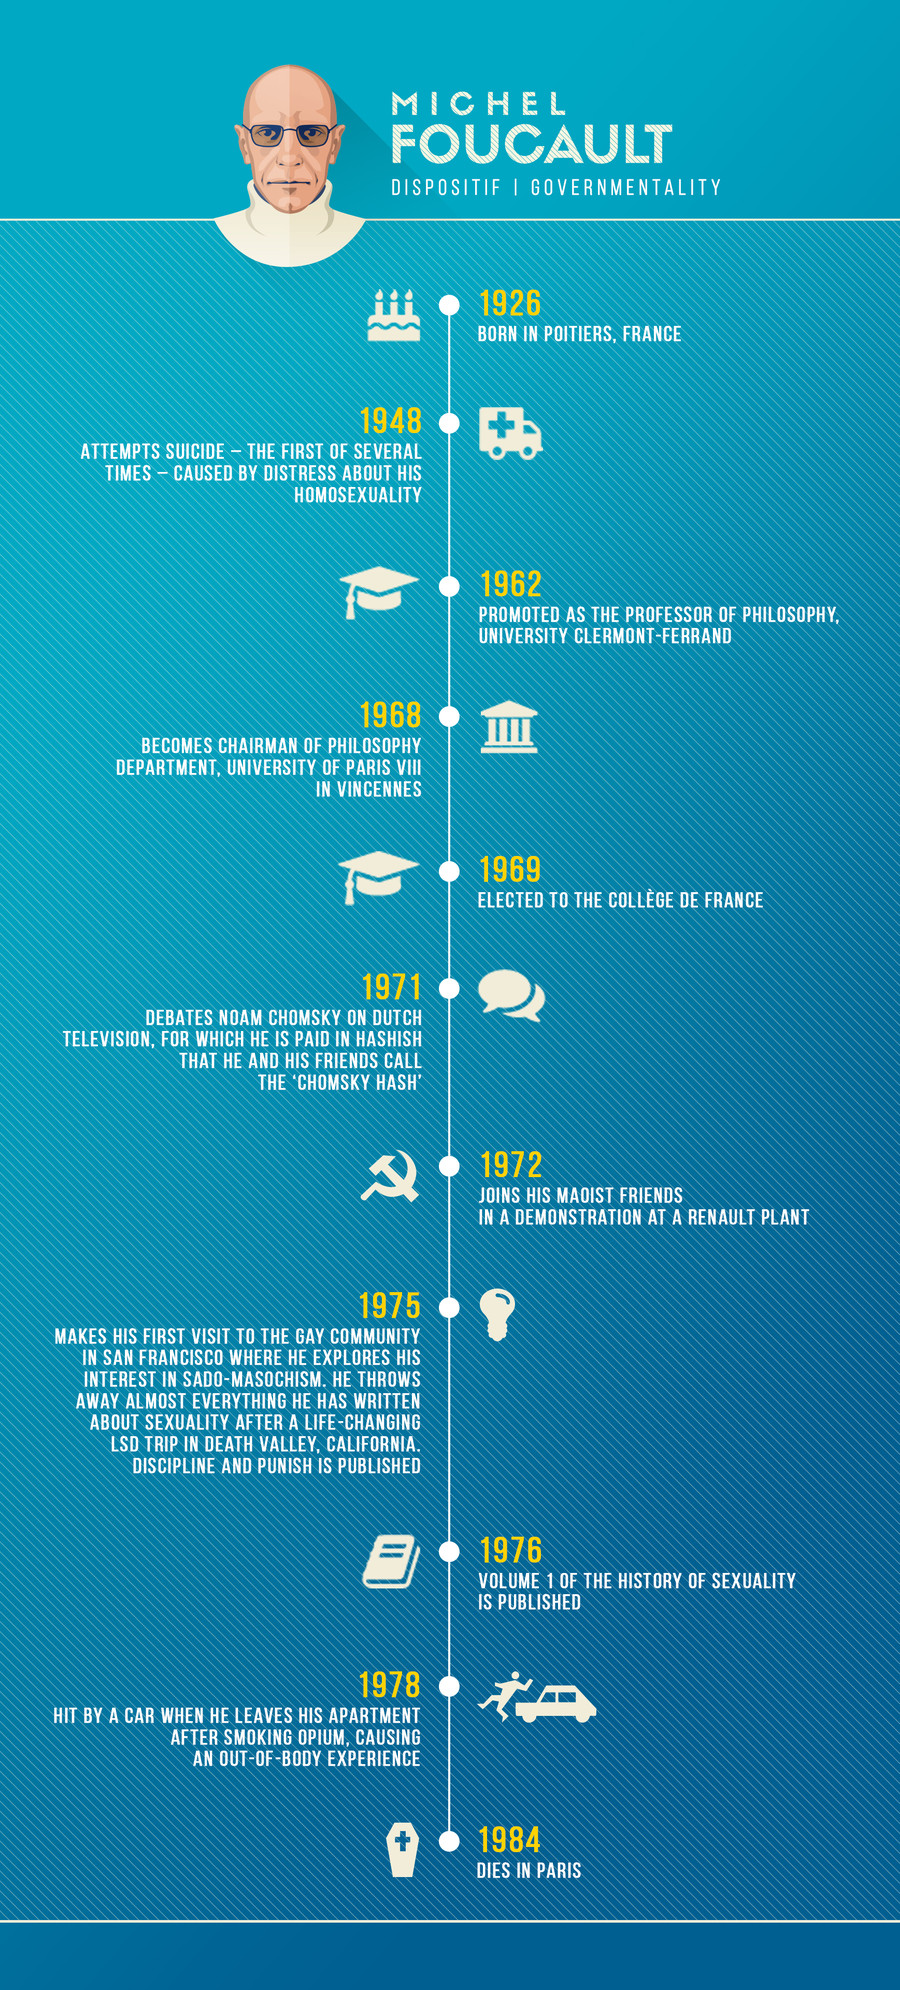 MICHEL
FOUCAULT
DISPOSITIF | GOVERNMENTALITY
1926
BORN IN POITIERS, FRANCE
1948
ATTEMPTS SUICIDE – THE FIRST OF SEVERAL
TIMES – CAUSED BY DISTRESS ABOUT HIS
HOMOSEXUALITY
1962
PROMOTED AS THE PROFESSOR OF PHILOSOPHY,
UNIVERSITY CLERMONT-FERRAND
1968
BECOMES CHAIRMAN OF PHILOSOPHY
DEPARTMENT, UNIVERSITY OF PARIS VIII
IN VINCENNES
1969
ELECTED TO THE COLLÈGE DE FRANCE
1971
DEBATES NOAM CHOMSKY ON DUTCH
TELEVISION, FOR WHICH HE IS PAID IN HASHISH
THAT HE AND HIS FRIENDS CALL
THE ‘CHOMSKY HASH’
1972
JOINS HIS MAOIST FRIENDS
IN A DEMONSTRATION AT A RENAULT PLANT
1975
MAKES HIS FIRST VISIT TO THE GAY COMMUNITY
IN SAN FRANCISCO WHERE HE EXPLORES HIS
INTEREST IN SADO-MASOCHISM. HE THROWS
AWAY ALMOST EVERYTHING HE HAS WRITTEN
ABOUT SEXUALITY AFTER A LIFE-CHANGING
LSD TRIP IN DEATH VALLEY, CALIFORNIA.
DISCIPLINE AND PUNISH IS PUBLISHED
1976
VOLUME 1 OF THE HISTORY OF SEXUALITY
IS PUBLISHED
1978
HIT BY A CAR WHEN HE LEAVES HIS APARTMENT
AFTER SMOKING OPIUM, CAUSING
AN OUT-OF-BODY EXPERIENCE
1984
DIES IN PARIS